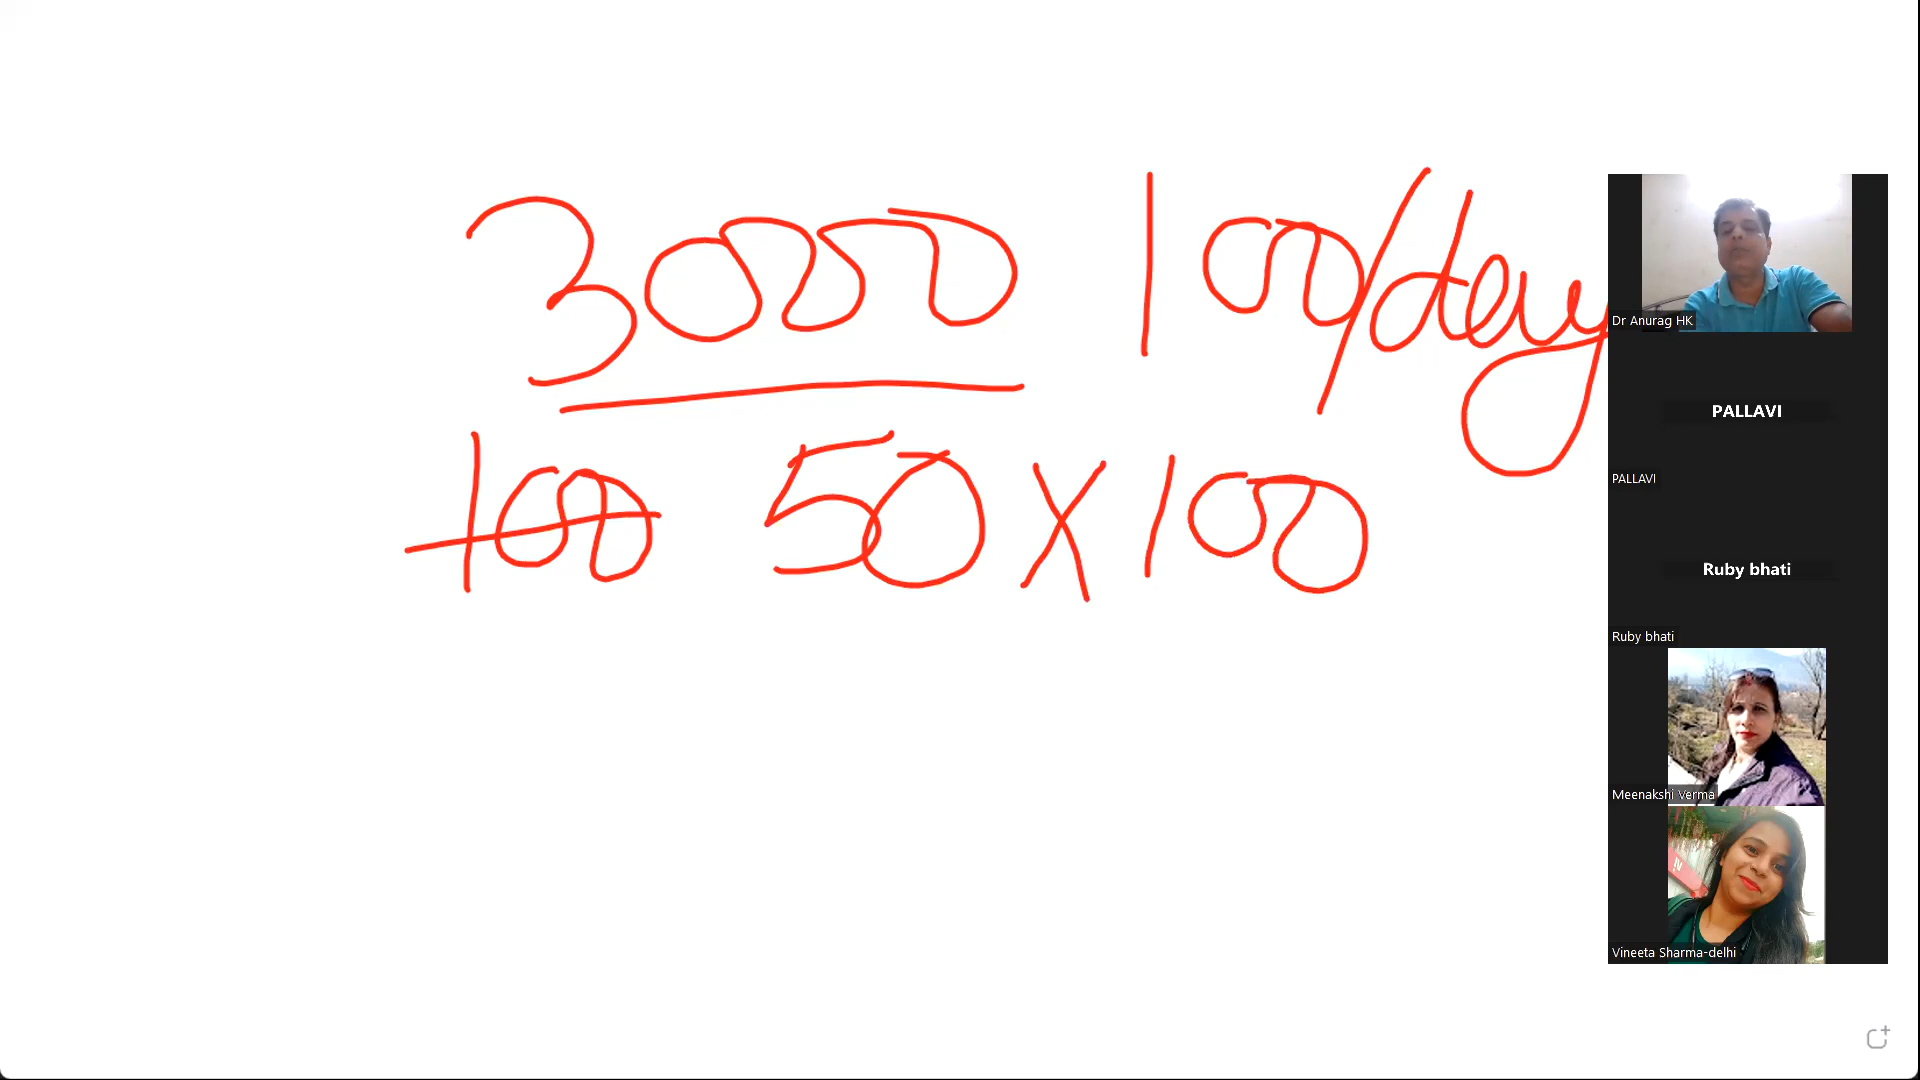 3000 100/day
100 50 X 100
Dr Anurag HK
PALLAVI
PALLAVI
Ruby bhati
Ruby bhati
Meenakshi Verma
Vineeta Sharma-delhi